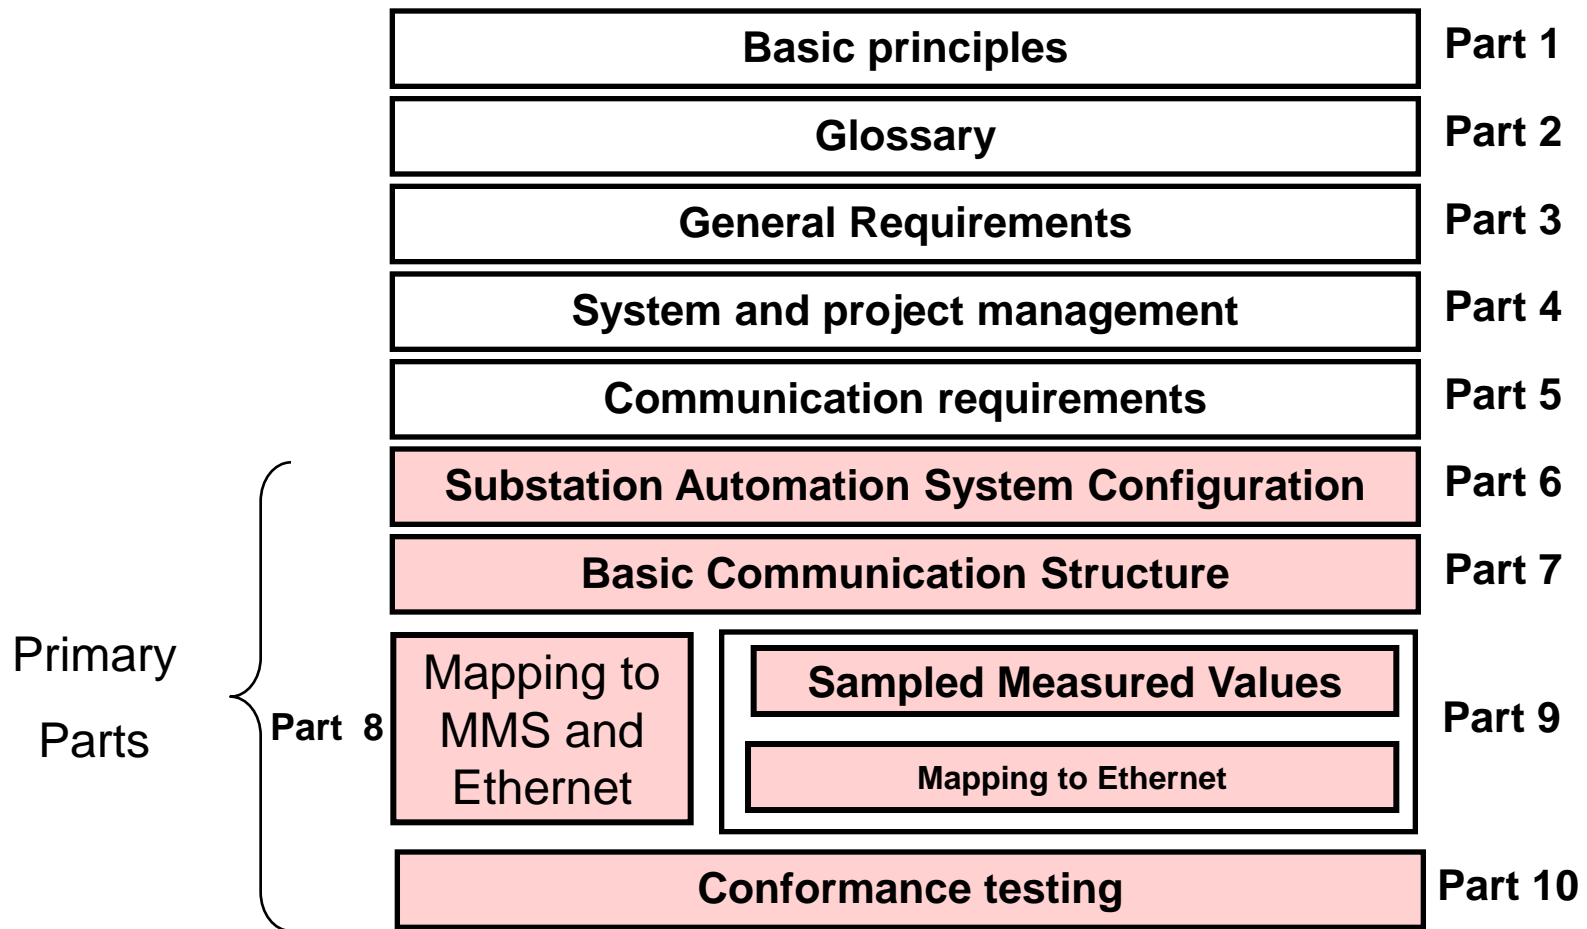 Basic principles
Part 1
Glossary
Part 2
General Requirements
Part 3
System and project management
Part 4
Communication requirements
Part 5
Substation Automation System Configuration
Part 6
Basic Communication Structure
Part 7
Primary
Parts
Part 8
Mapping to
MMS and
Ethernet
Sampled Measured Values
Mapping to Ethernet
Part 9
Conformance testing
Part 10